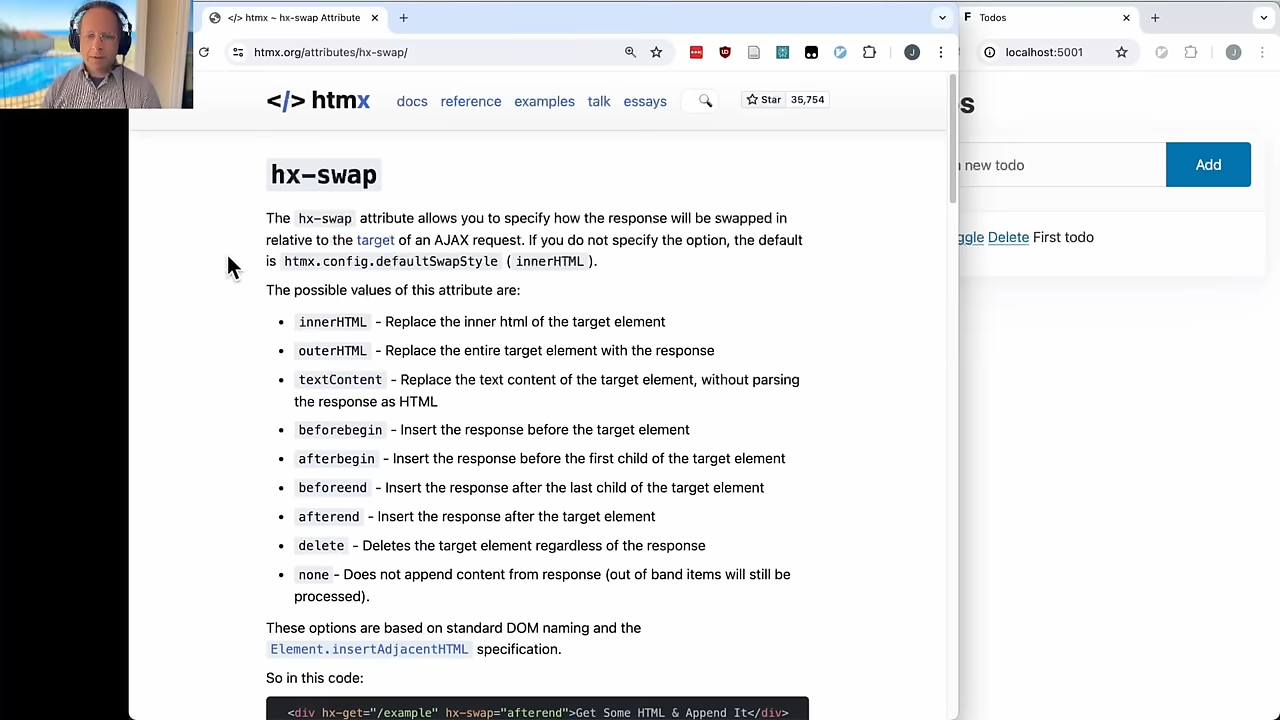 </> htmx ~ hx-swap Attribute
htmx.org/attributes/hx-swap/
J
</> htmx
docs
reference
examples
talk
essays
Star 35,754
hx-swap
The hx-swap attribute allows you to specify how the response will be swapped in
relative to the target of an AJAX request. If you do not specify the option, the default
is htmx.config.defaultSwapStyle ( innerHTML ).
The possible values of this attribute are:
• innerHTML - Replace the inner html of the target element
• outerHTML - Replace the entire target element with the response
• textContent - Replace the text content of the target element, without parsing
the response as HTML
• beforebegin - Insert the response before the target element
• afterbegin - Insert the response before the first child of the target element
• beforeend - Insert the response after the last child of the target element
• afterend - Insert the response after the target element
• delete - Deletes the target element regardless of the response
• none - Does not append content from response (out of band items will still be
processed).
These options are based on standard DOM naming and the
Element.insertAdjacentHTML specification.
So in this code:
<div hx-get="/example" hx-swap="afterend">Get Some HTML & Append It</div>
F Todos
localhost:5001
J
s
new todo
Add
ggle Delete First todo